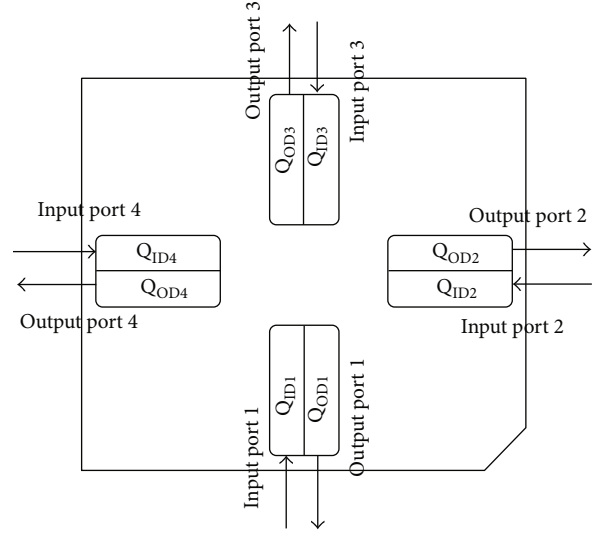 Output port 3
Input port 3
Q_OD3
Q_ID3
Input port 4
Q_ID4
Q_OD4
Output port 4
Output port 2
Q_OD2
Q_ID2
Input port 2
Q_ID1
Q_OD1
Input port 1
Output port 1